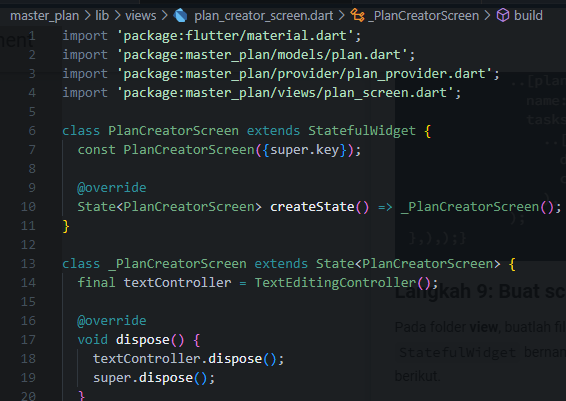 master_plan > lib > views > plan_creator_screen.dart > _PlanCreatorScreen > build
1 import 'package:flutter/material.dart';
2 import 'package:master_plan/models/plan.dart';
3 import 'package:master_plan/provider/plan_provider.dart';
4 import 'package:master_plan/views/plan_screen.dart';
5
6 class PlanCreatorScreen extends StatefulWidget {
7 const PlanCreatorScreen({super.key});
8
9 @override
10 State<PlanCreatorScreen> createState() => _PlanCreatorScreen();
11 }
12
13 class _PlanCreatorScreen extends State<PlanCreatorScreen> {
14 final textController = TextEditingController();
15
16 @override
17 void dispose() {
18 textController.dispose();
19 super.dispose();
20 }
..[plan
name:
tasks
..[
);
},),);}
Langkah 9: Buat sc
Pada folder view, buatlah fil
StatefulWidget bernam
berikut.